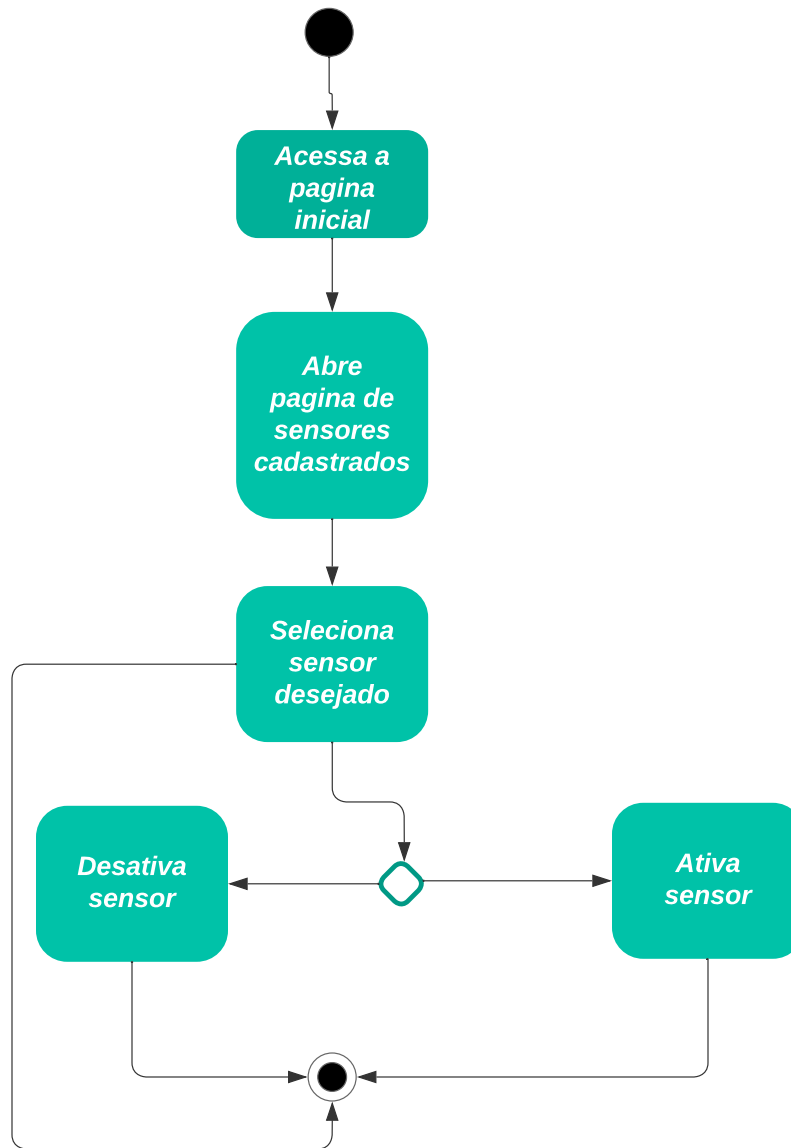 Acessa a
pagina
inicial
Abre
pagina de
sensores
cadastrados
Seleciona
sensor
desejado
Desativa
sensor
Ativa
sensor